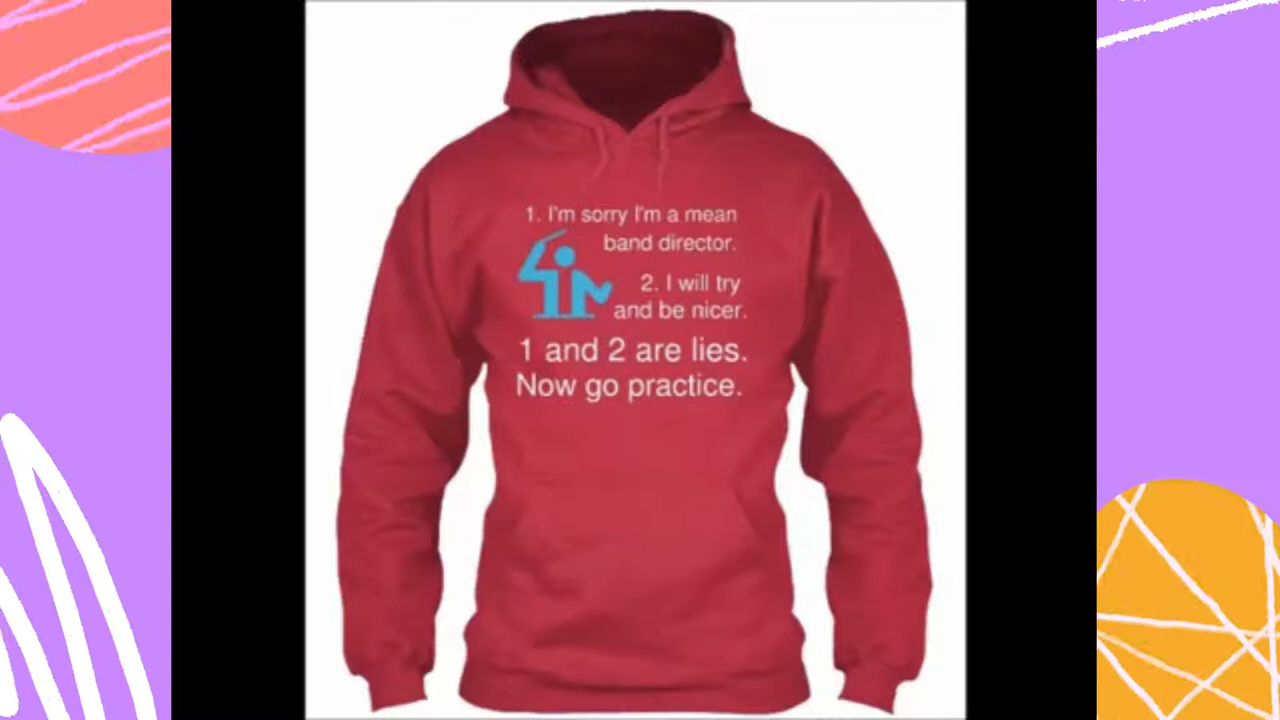 1. I'm sorry I'm a mean
band director.
2. I will try
and be nicer.
1 and 2 are lies.
Now go practice.